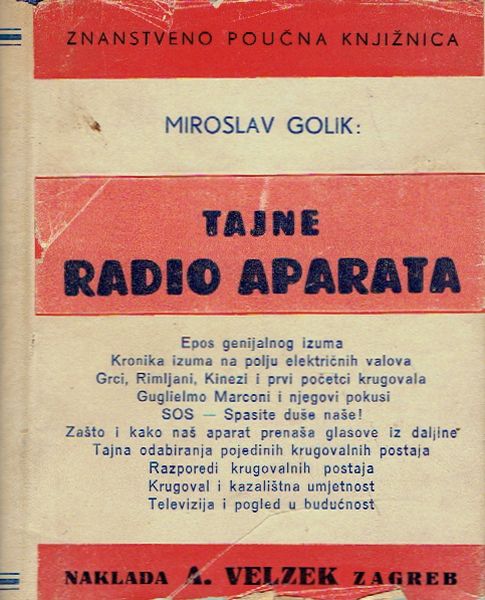 ZNANSTVENO POUČNA KNJIŽNICA
MIROSLAV GOLIK:
TAJNE
RADIO APARATA
Epos genijalnog izuma
Kronika izuma na polju električnih valova
Grci, Rimljani, Kinezi i prvi početci krugovala
Guglielmo Marconi i njegovi pokusi
SOS — Spasite duše naše!
Zašto i kako naš aparat prenaša glasove iz daljine
Tajna odabiranja pojedinih krugovalnih postaja
Razporedi krugovalnih postaja
Krugoval i kazališna umjetnost
Televizija i pogled u budućnost
NAKLADA A. VELZEK ZAGREB